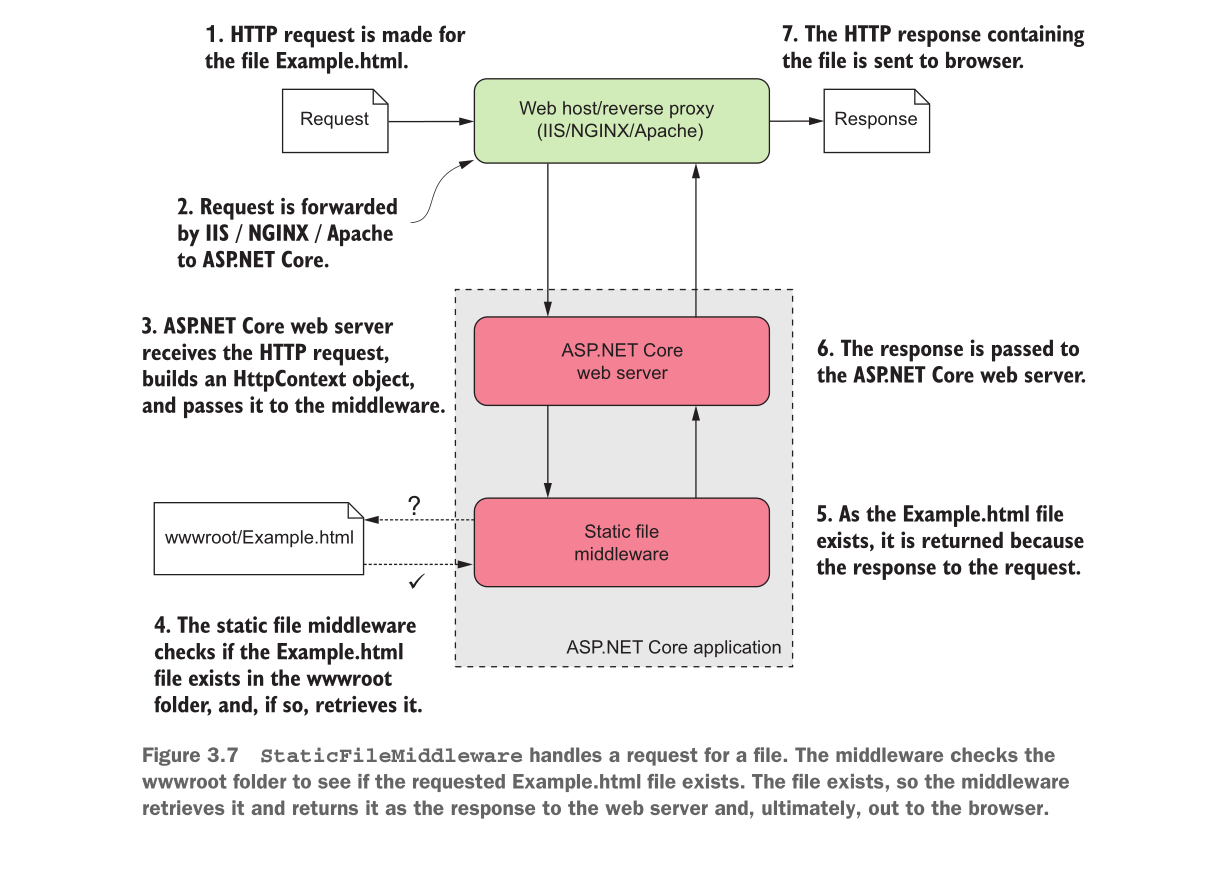 1. HTTP request is made for
the file Example.html.
7. The HTTP response containing
the file is sent to browser.
Request
Web host/reverse proxy
(IIS/NGINX/Apache)
Response
2. Request is forwarded
by IIS / NGINX / Apache
to ASP.NET Core.
3. ASP.NET Core web server
receives the HTTP request,
builds an HttpContext object,
and passes it to the middleware.
ASP.NET Core
web server
6. The response is passed to
the ASP.NET Core web server.
?
wwwroot/Example.html
✓
Static file
middleware
5. As the Example.html file
exists, it is returned because
the response to the request.
4. The static file middleware
checks if the Example.html
file exists in the wwwroot
folder, and, if so, retrieves it.
ASP.NET Core application
Figure 3.7 StaticFileMiddleware handles a request for a file. The middleware checks the
wwwroot folder to see if the requested Example.html file exists. The file exists, so the middleware
retrieves it and returns it as the response to the web server and, ultimately, out to the browser.